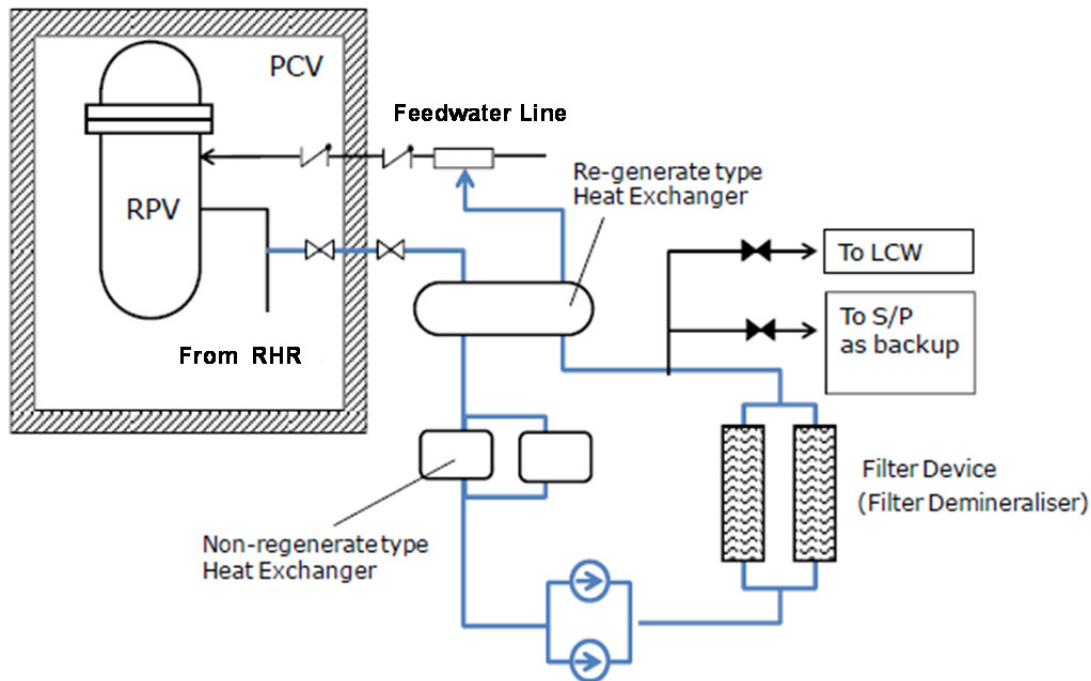 PCV
Feedwater Line
Re-generate type
Heat Exchanger
RPV
To LCW
To S/P
as backup
From RHR
Filter Device
(Filter Demineraliser)
Non-regenerate type
Heat Exchanger